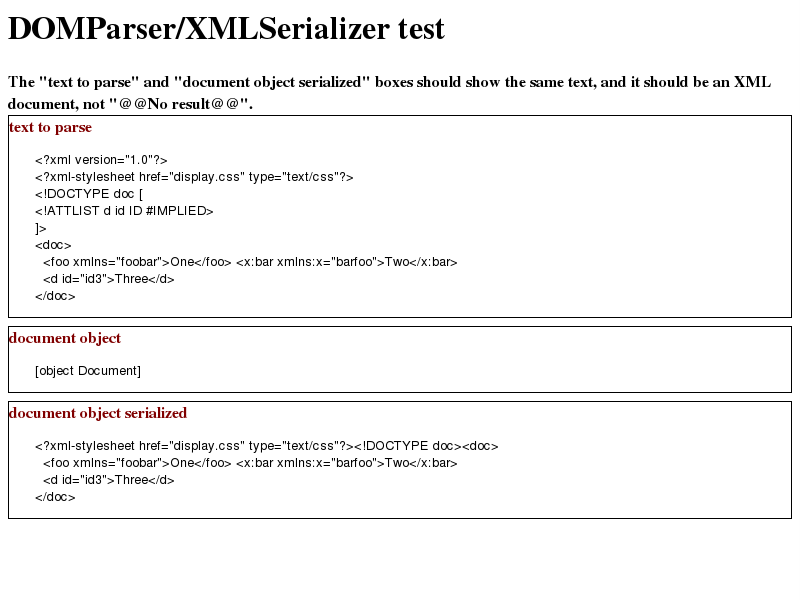 DOMParser/XMLSerializer test
The "text to parse" and "document object serialized" boxes should show the same text, and it should be an XML
document, not "@@No result@@".
text to parse
<?xml version="1.0"?>
<?xml-stylesheet href="display.css" type="text/css"?>
<!DOCTYPE doc [
<!ATTLIST d id ID #IMPLIED>
]>
<doc>
  <foo xmlns="foobar">One</foo> <x:bar xmlns:x="barfoo">Two</x:bar>
  <d id="id3">Three</d>
</doc>
document object
[object Document]
document object serialized
<?xml-stylesheet href="display.css" type="text/css"?><!DOCTYPE doc><doc>
  <foo xmlns="foobar">One</foo> <x:bar xmlns:x="barfoo">Two</x:bar>
  <d id="id3">Three</d>
</doc>